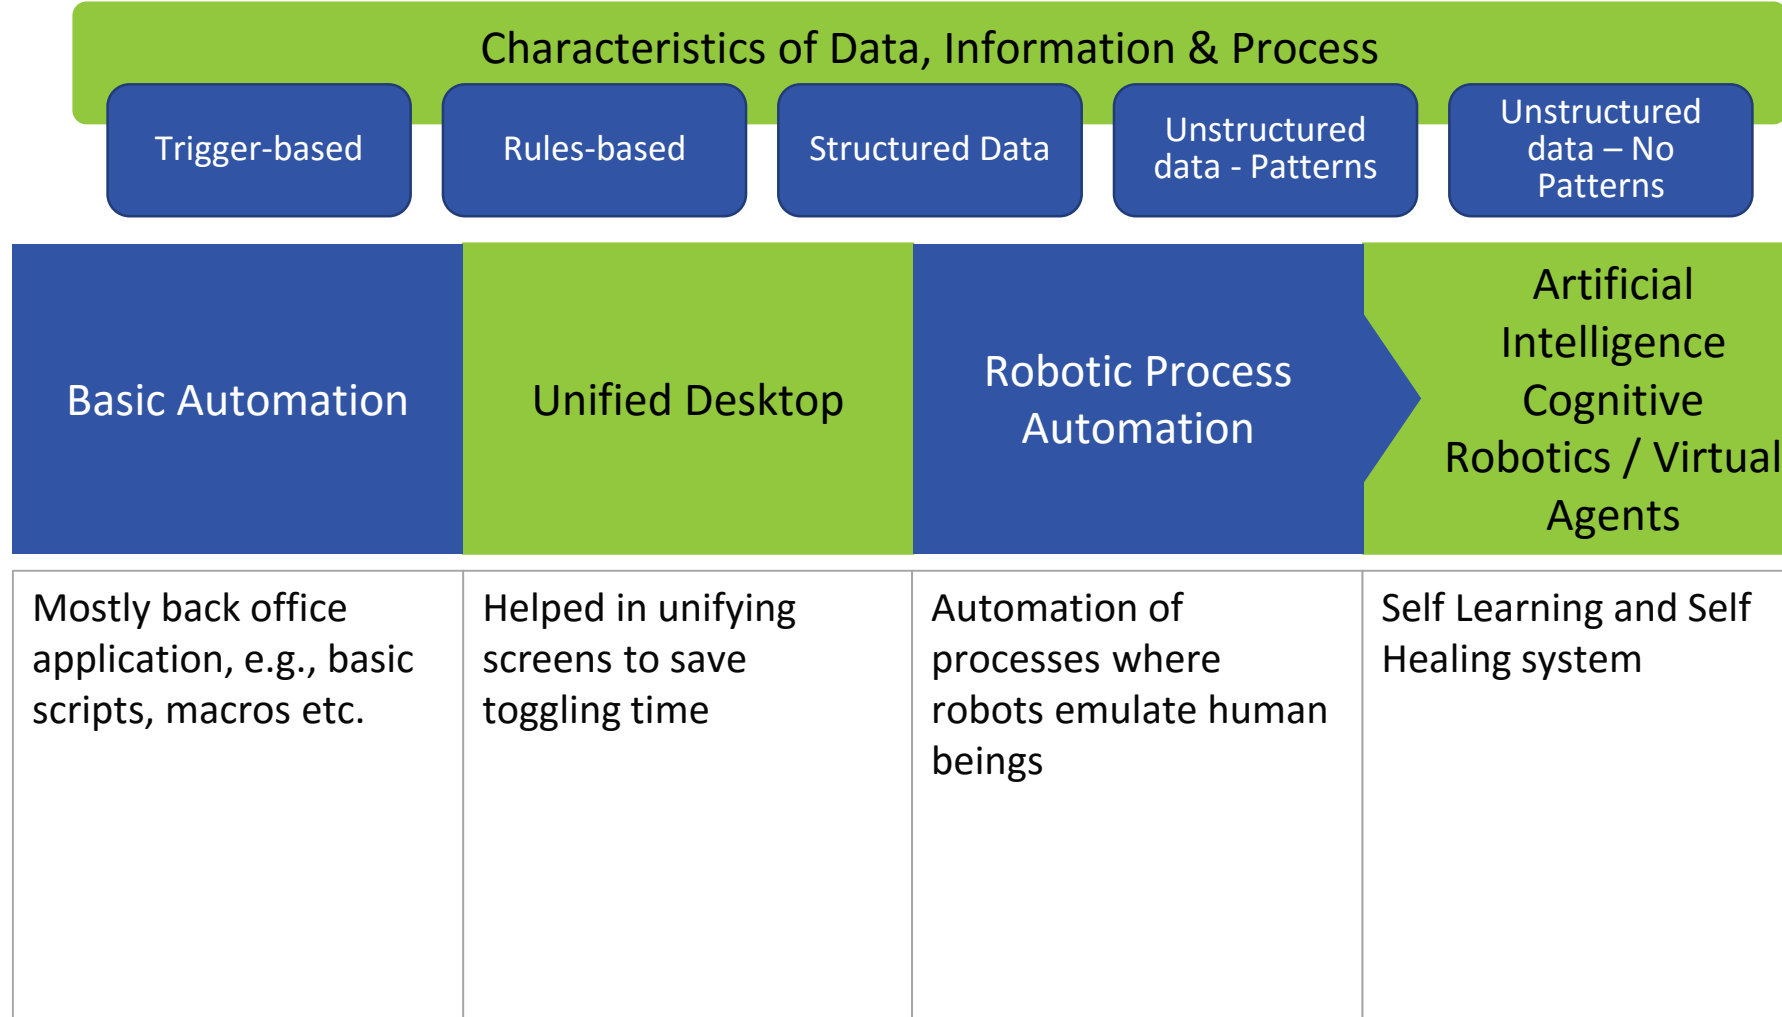 Characteristics of Data, Information & Process
Trigger-based
Rules-based
Structured Data
Unstructured
data - Patterns
Unstructured
data – No
Patterns
Basic Automation
Unified Desktop
Robotic Process
Automation
Artificial
Intelligence
Cognitive
Robotics / Virtual
Agents
Mostly back office
application, e.g., basic
scripts, macros etc.
Helped in unifying
screens to save
toggling time
Automation of
processes where
robots emulate human
beings
Self Learning and Self
Healing system